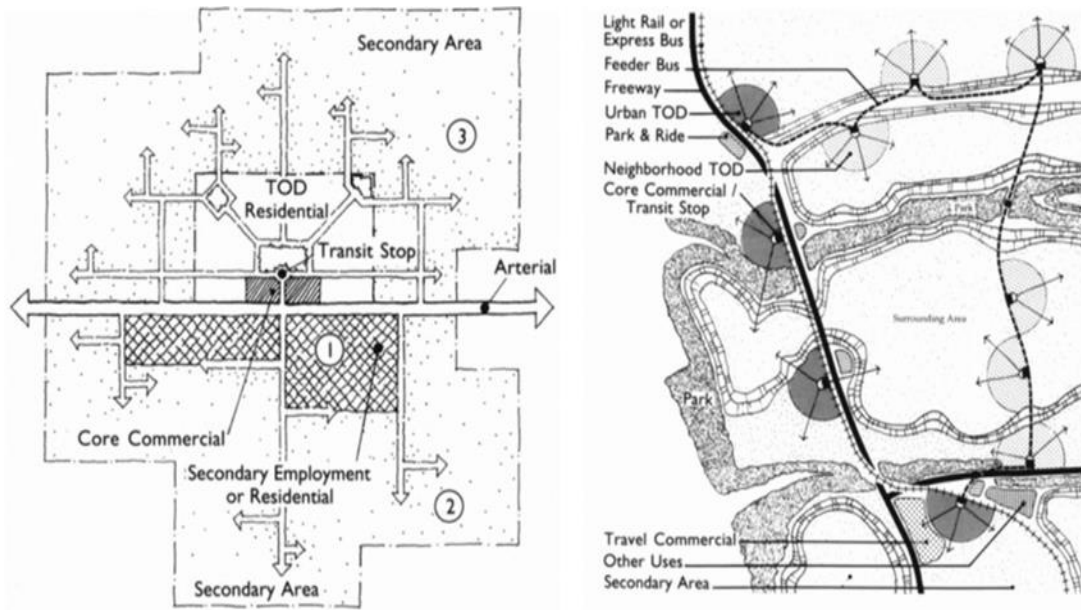 Secondary Area
3
TOD
Residential
Transit Stop
Arterial
1
Core Commercial
Secondary Employment
or Residential
2
Secondary Area
Light Rail or
Express Bus
Feeder Bus
Freeway
Urban TOD
Park & Ride
Neighborhood TOD
Core Commercial /
Transit Stop
Park
Surrounding Area
Park
Travel Commercial
Other Uses
Secondary Area